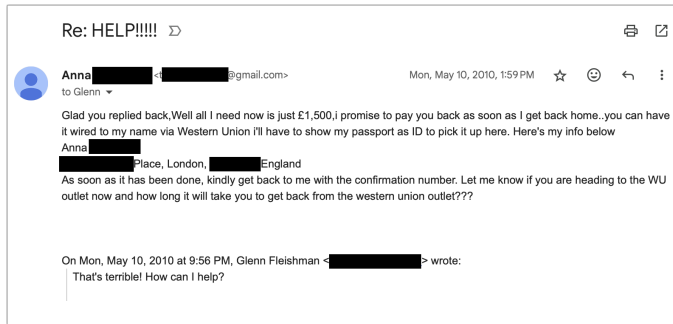 Re: HELP!!!!!
Anna <t @gmail.com> Mon, May 10, 2010, 1:59 PM
to Glenn
Glad you replied back,Well all I need now is just £1,500,i promise to pay you back as soon as I get back home..you can have
it wired to my name via Western Union i'll have to show my passport as ID to pick it up here. Here's my info below
Anna
Place, London, England
As soon as it has been done, kindly get back to me with the confirmation number. Let me know if you are heading to the WU
outlet now and how long it will take you to get back from the western union outlet???
On Mon, May 10, 2010 at 9:56 PM, Glenn Fleishman < > wrote:
That's terrible! How can I help?